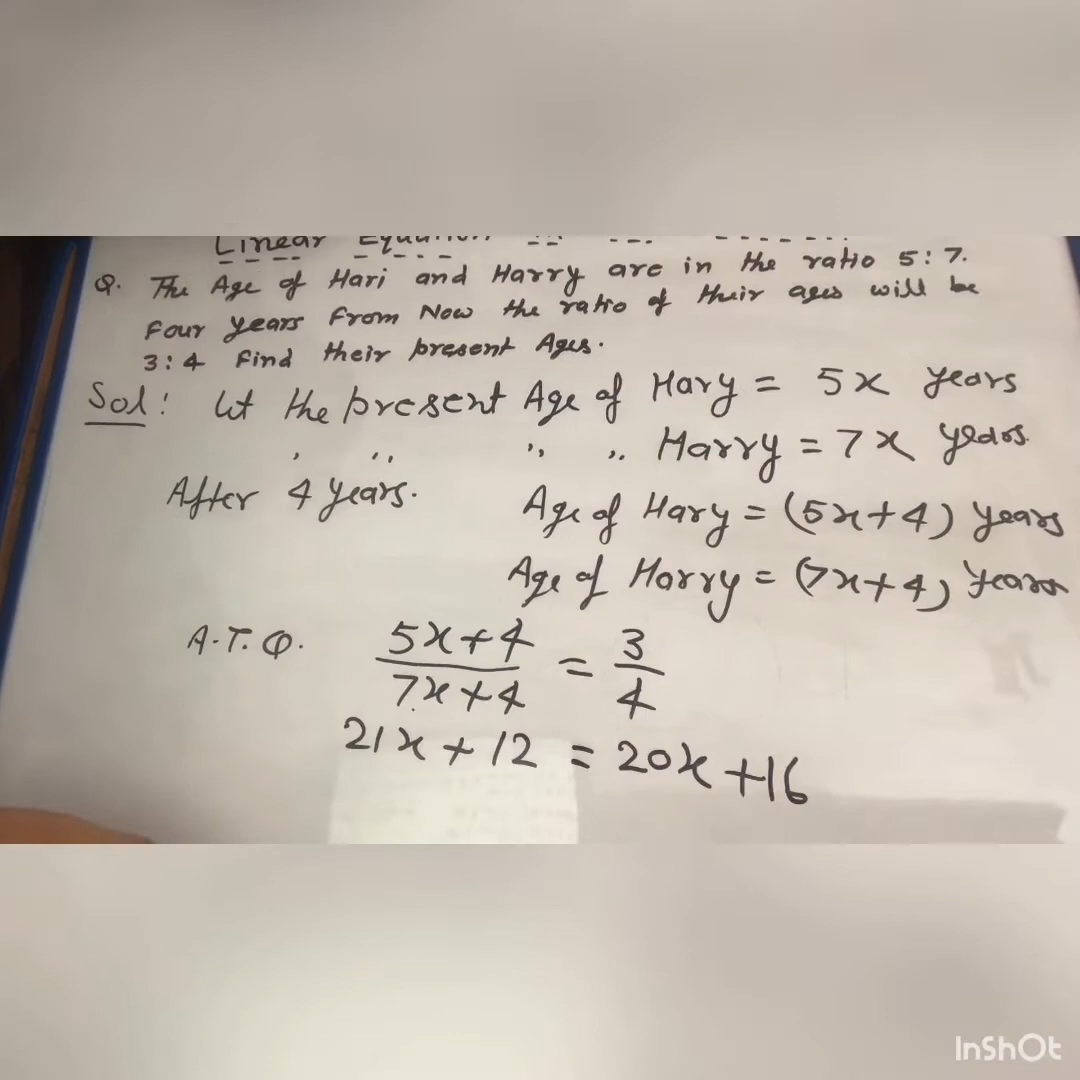 Linear
Q. The Age of Hari and Harry are in the ratio 5:7.
Four years From Now the ratio of their ages will be
3:4 Find their present Ages.
Sol: let the present Age of Hary = 5x years
" " " " Harry = 7x years.
After 4 years. Age of Hary = (5x+4) years
Age of Harry = (7x+4) years
A.T.Q. 5x+4 / 7x+4 = 3 / 4
21x + 12 = 20x + 16
InShOt